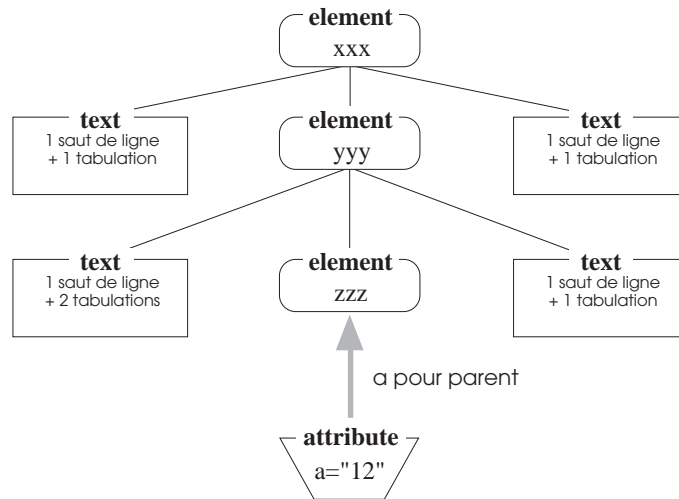 element
xxx
text
1 saut de ligne
+ 1 tabulation
element
yyy
text
1 saut de ligne
+ 1 tabulation
text
1 saut de ligne
+ 2 tabulations
element
zzz
text
1 saut de ligne
+ 1 tabulation
a pour parent
attribute
a="12"